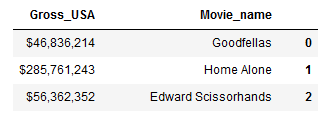 Gross_USA Movie_name
$46,836,214 Goodfellas 0
$285,761,243 Home Alone 1
$56,362,352 Edward Scissorhands 2